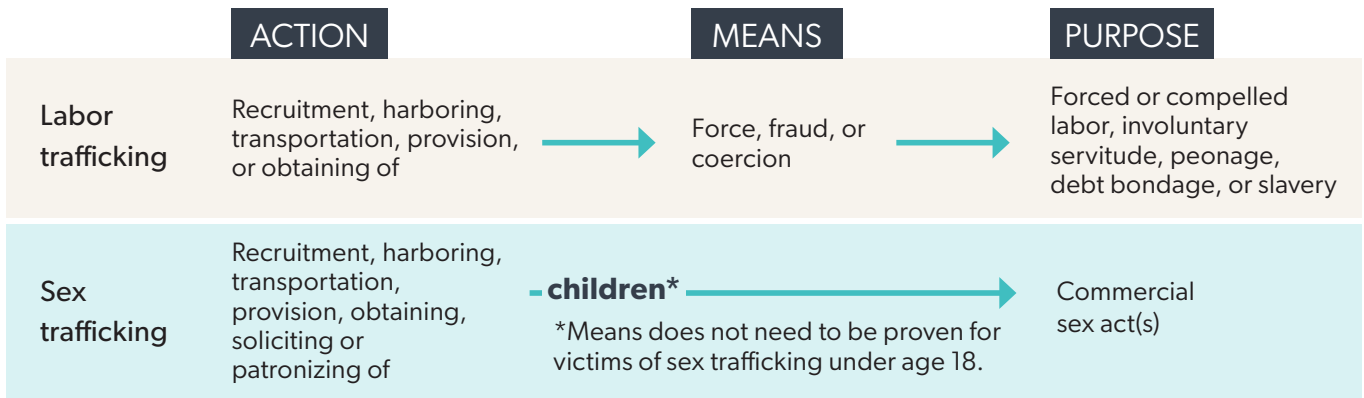 ACTION
MEANS
PURPOSE
Labor
trafficking
Recruitment, harboring,
transportation, provision,
or obtaining of
Force, fraud, or
coercion
Forced or compelled
labor, involuntary
servitude, peonage,
debt bondage, or slavery
Sex
trafficking
Recruitment, harboring,
transportation,
provision, obtaining,
soliciting or
patronizing of
children*
*Means does not need to be proven for
victims of sex trafficking under age 18.
Commercial
sex act(s)